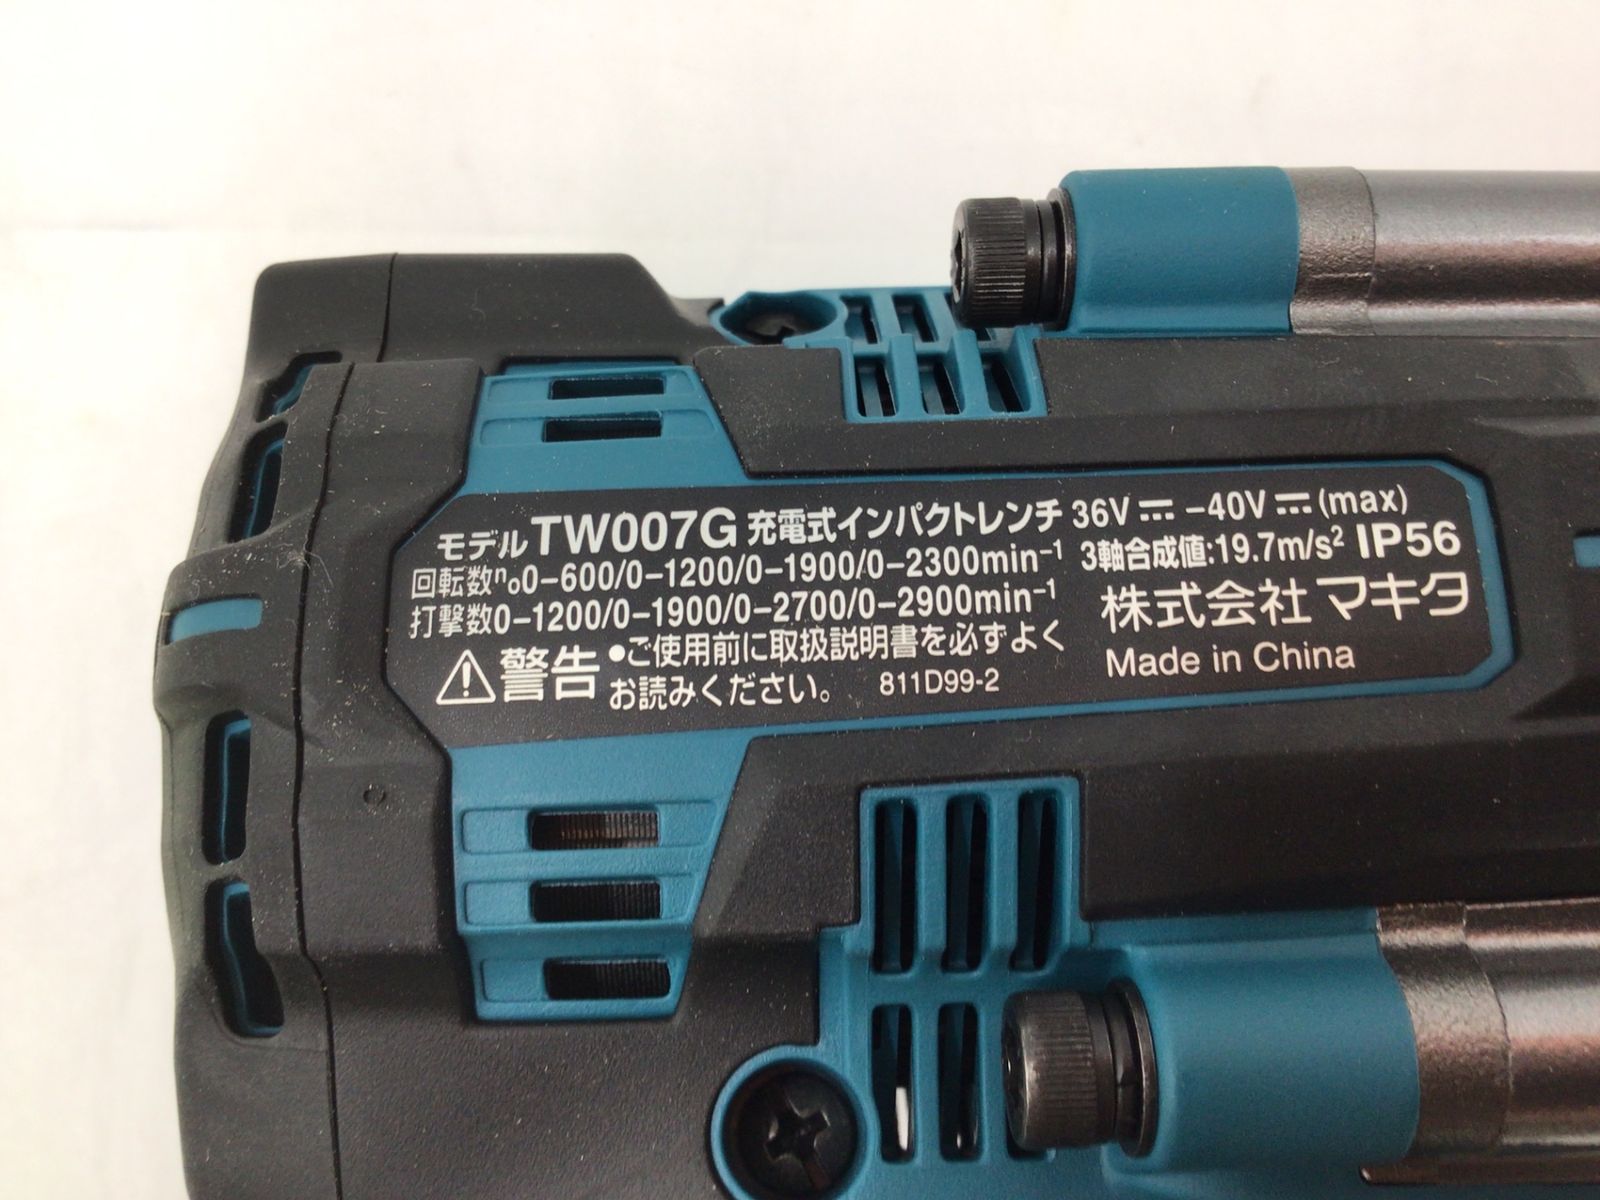 モデルTW007G 充電式インパクトレンチ 36V ⎓ -40V ⎓ (max)
回転数n₀0-600/0-1200/0-1900/0-2300min⁻¹ 3軸合成値:19.7m/s² IP56
打撃数0-1200/0-1900/0-2700/0-2900min⁻¹ 株式会社マキタ
警告 •ご使用前に取扱説明書を必ずよく
お読みください。 811D99-2 Made in China